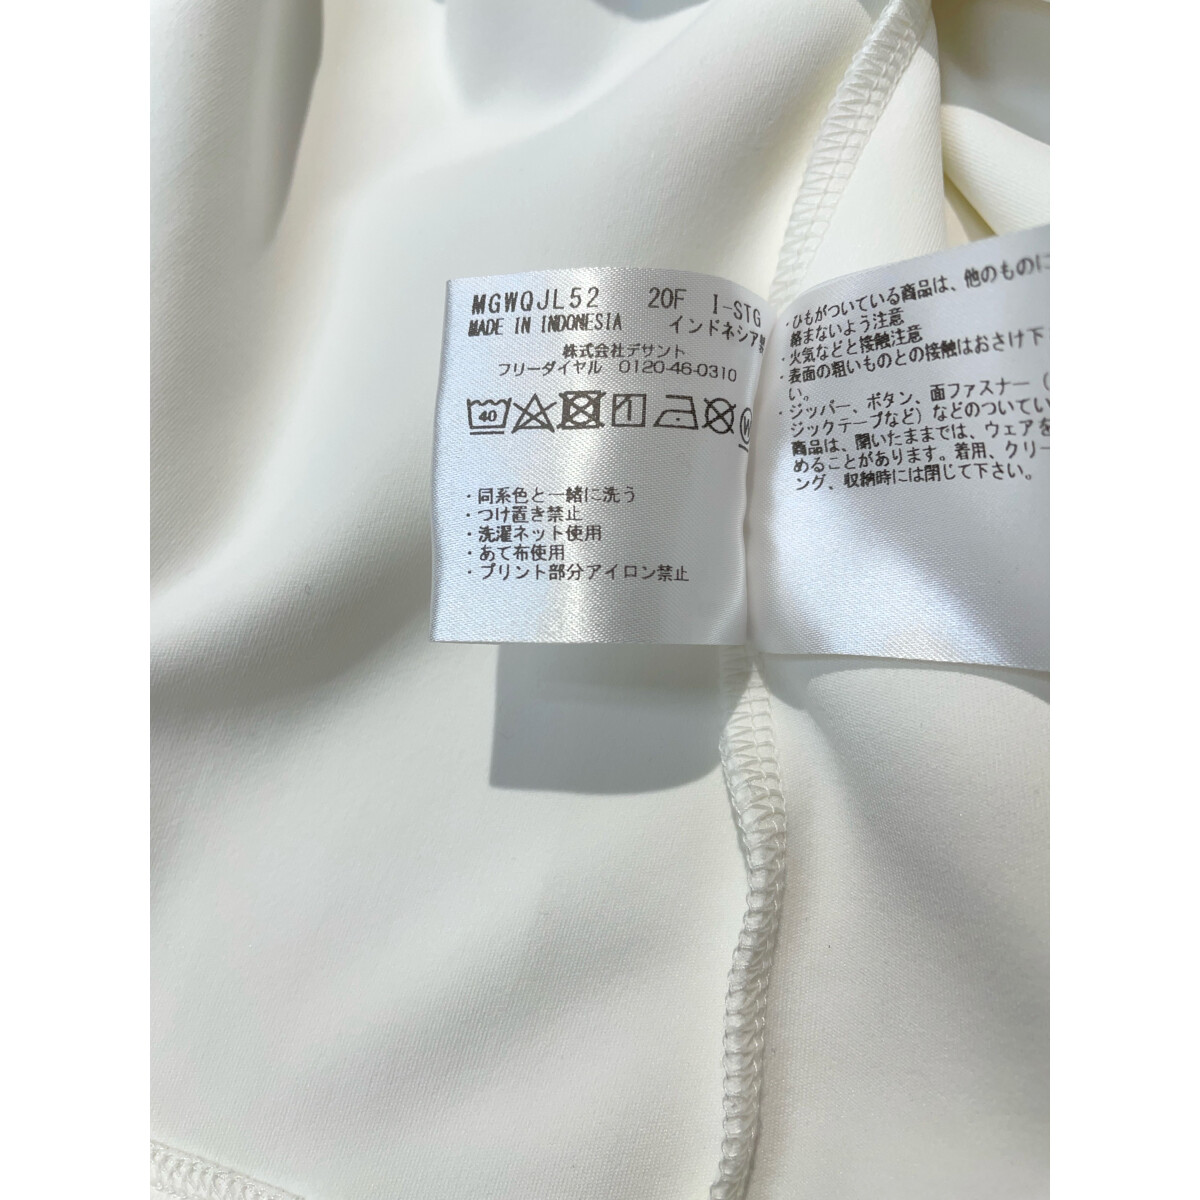 MGWQJL52 20F I-STG
MADE IN INDONESIA インドネシア製
株式会社デサント
フリーダイヤル 0120-46-0310
40
W
・同系色と一緒に洗う
・つけ置き禁止
・洗濯ネット使用
・あて布使用
・プリント部分アイロン禁止
・ひもがついている商品は、他のものに
絡まないよう注意
・火気などと接触注意
・表面の粗いものとの接触はおさけ下
い。
・ジッパー、ボタン、面ファスナー（
ジックテープなど）などのついてい
商品は、開いたままでは、ウェアを
めることがあります。着用、クリー
ング、収納時には閉じて下さい。